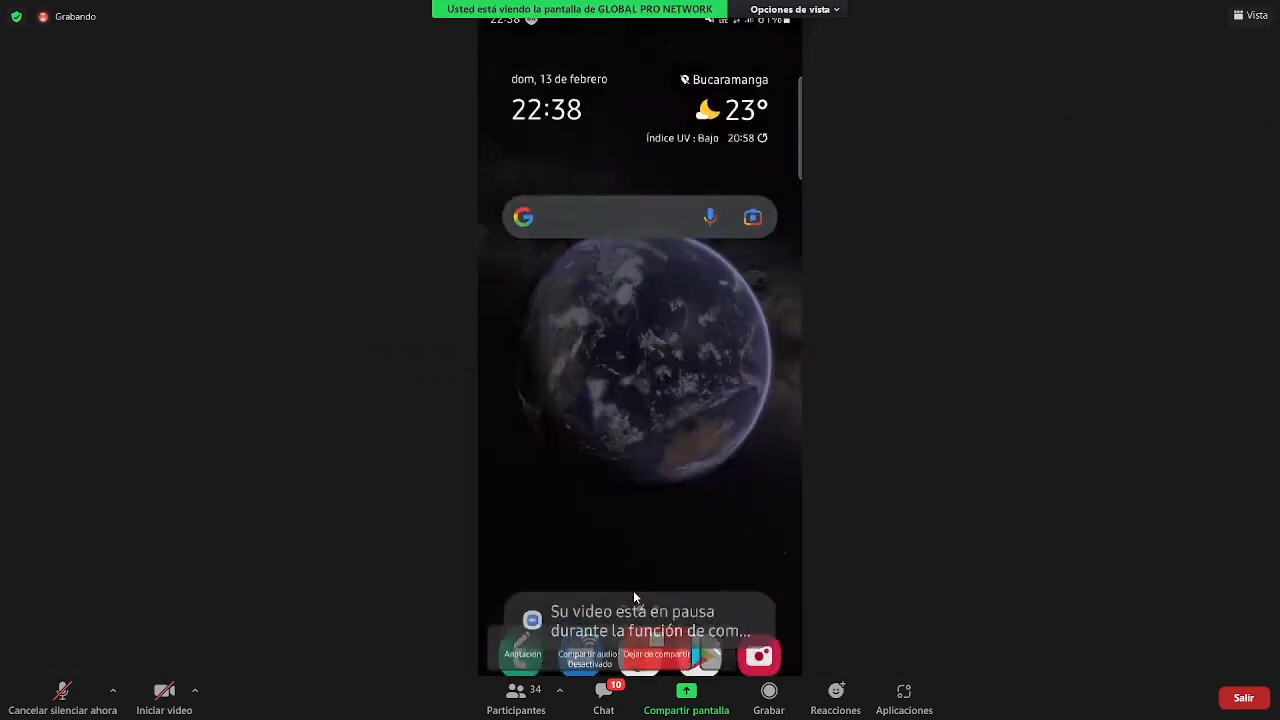 Grabando
Usted está viendo la pantalla de GLOBAL PRO NETWORK
Opciones de vista
Vista
22:38
61%
dom, 13 de febrero
22:38
Bucaramanga
23°
Índice UV : Bajo 20:58
Su video está en pausa
durante la función de com...
Anotación
Compartir audio:
Desactivado
Dejar de compartir
Cancelar silenciar ahora
Iniciar video
34
Participantes
10
Chat
Compartir pantalla
Grabar
Reacciones
Aplicaciones
Salir